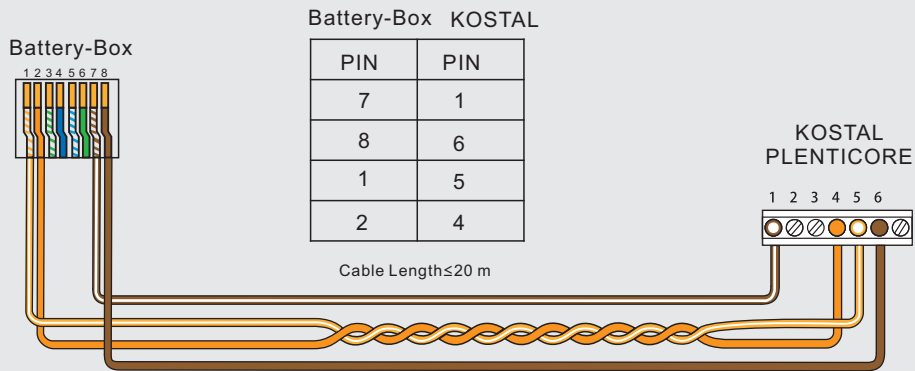 Battery-Box KOSTAL
Battery-Box
1 2 3 4 5 6 7 8
PIN PIN
7 1
8 6
1 5
2 4
Cable Length≤20 m
KOSTAL
PLENTICORE
1 2 3 4 5 6